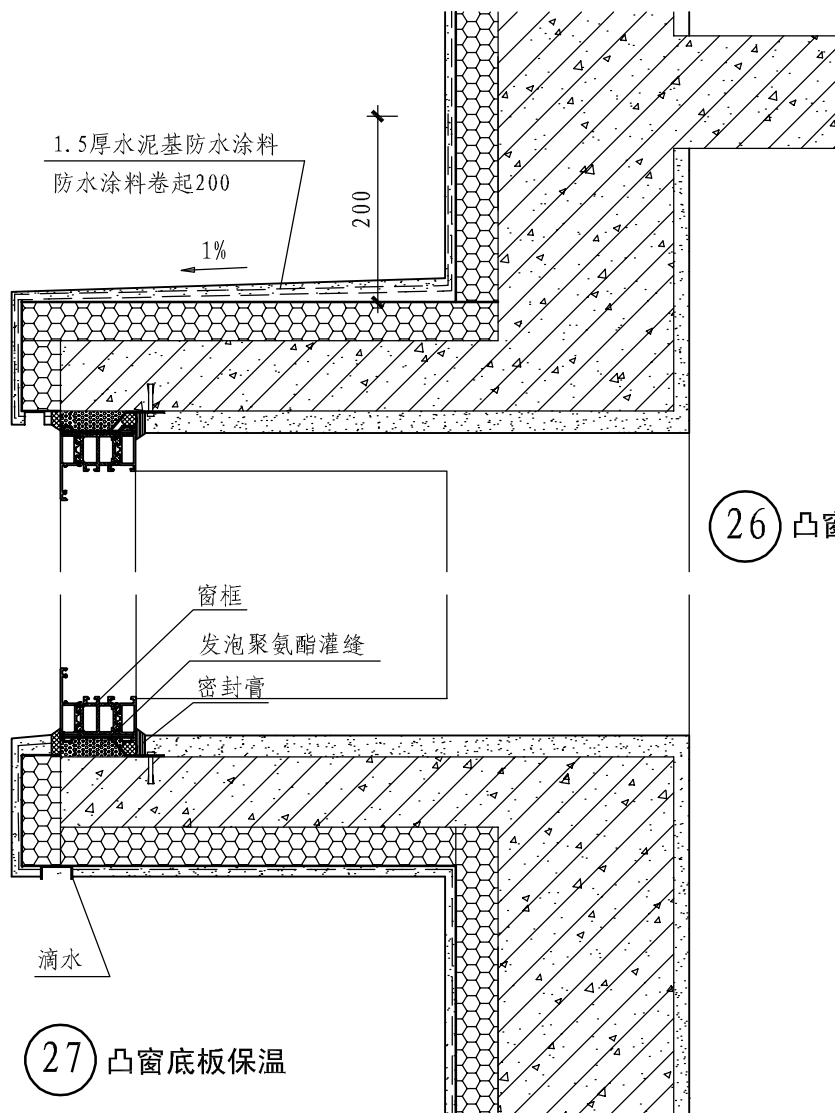 1.5厚水泥基防水涂料
防水涂料卷起200
200
1%
26 凸窗
窗框
发泡聚氨酯灌缝
密封膏
滴水
27 凸窗底板保温